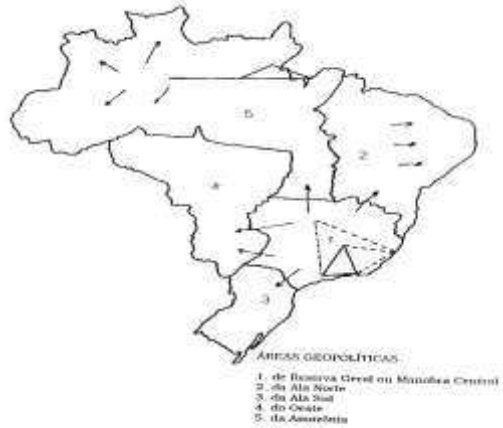 5
2
4
1
3
ÁREAS GEOPOLÍTICAS
1. de Reserva Geral ou Manobra Central
2. da Ala Norte
3. da Ala Sul
4. do Oeste
5. da Amazônia